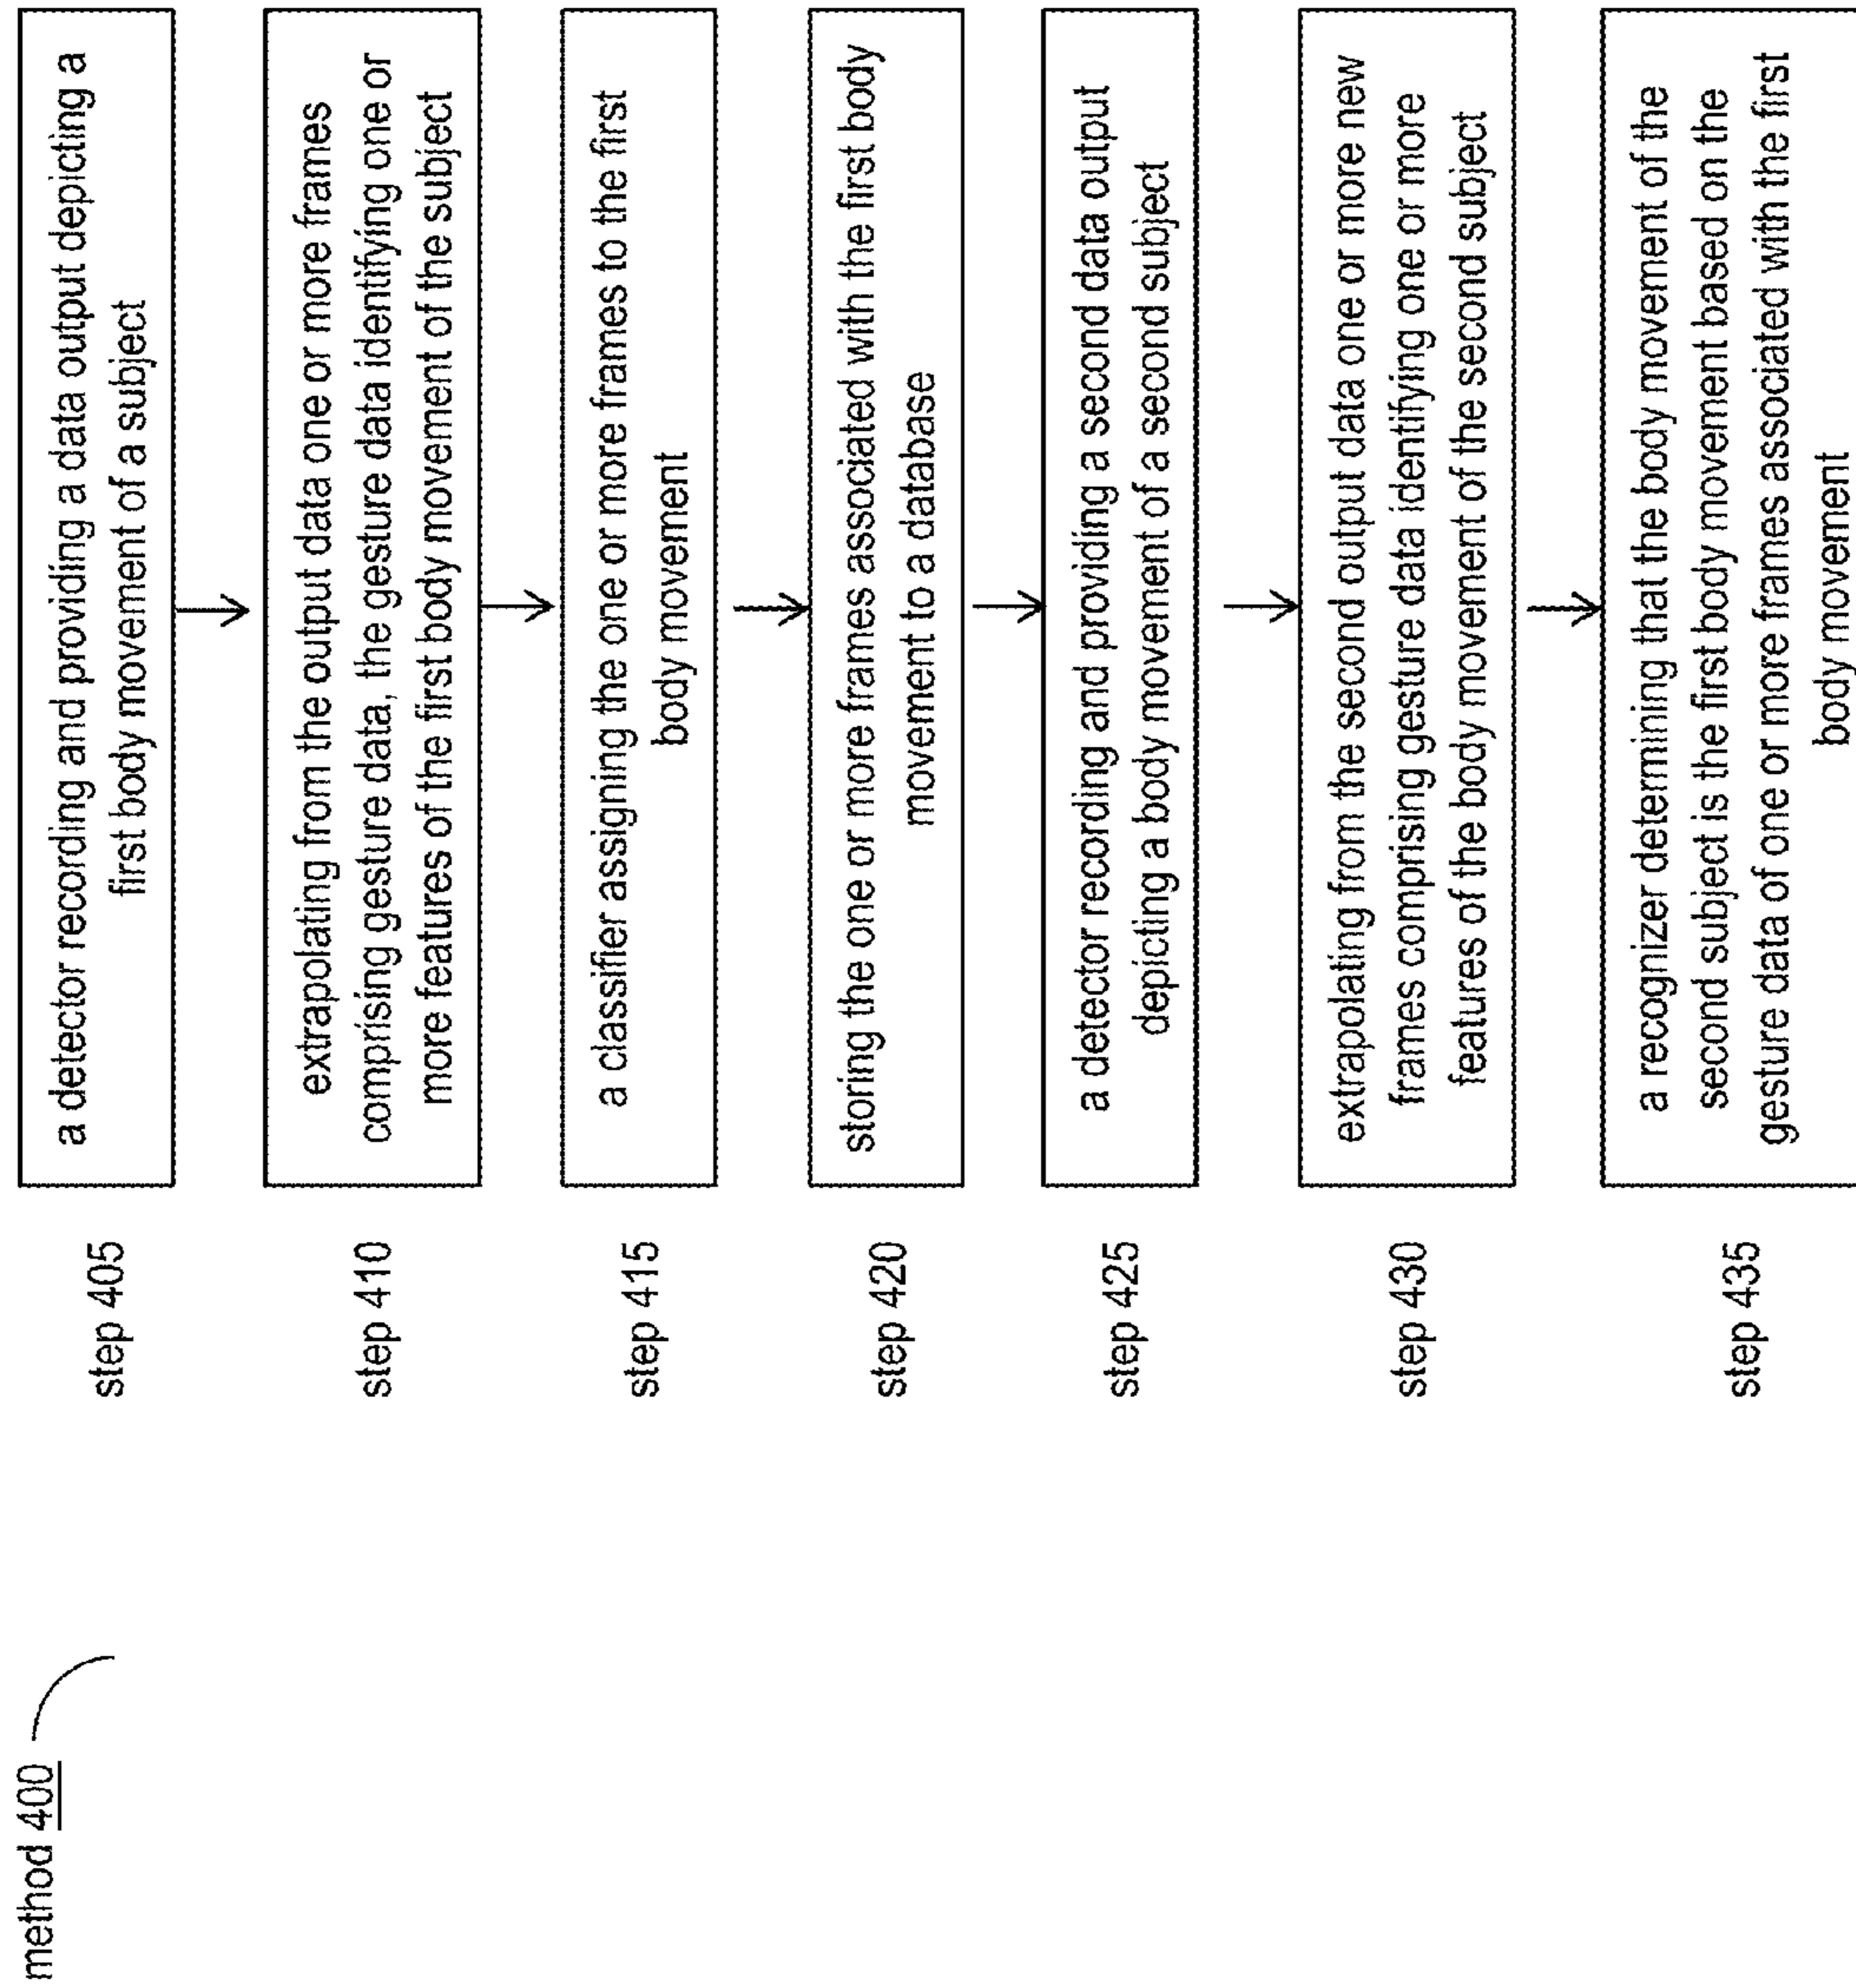 method 400
step 405
a detector recording and providing a data output depicting a
first body movement of a subject
step 410
extrapolating from the output data one or more frames
comprising gesture data, the gesture data identifying one or
more features of the first body movement of the subject
step 415
a classifier assigning the one or more frames to the first
body movement
step 420
storing the one or more frames associated with the first body
movement to a database
step 425
a detector recording and providing a second data output
depicting a body movement of a second subject
step 430
extrapolating from the second output data one or more new
frames comprising gesture data identifying one or more
features of the body movement of the second subject
step 435
a recognizer determining that the body movement of the
second subject is the first body movement based on the
gesture data of one or more frames associated with the first
body movement